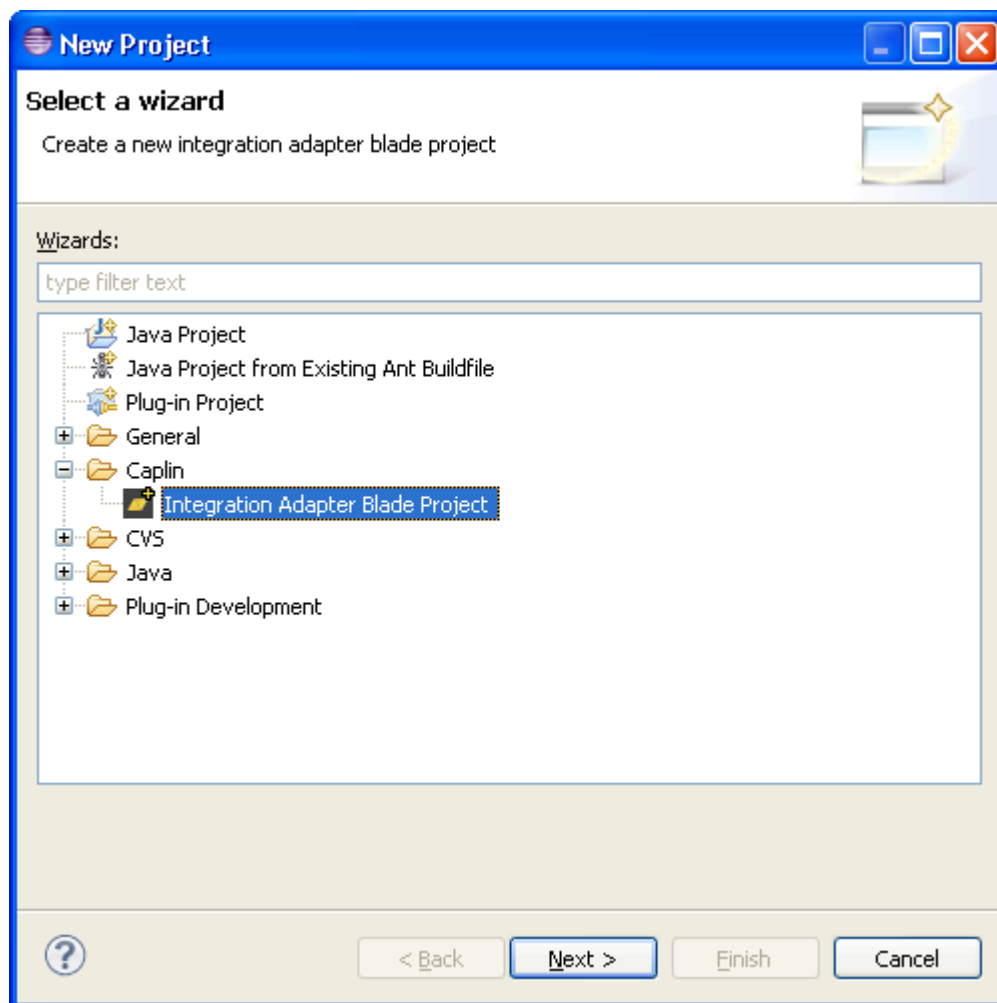 New Project
Select a wizard
Create a new integration adapter blade project
Wizards:
type filter text
Java Project
Java Project from Existing Ant Buildfile
Plug-in Project
General
Caplin
Integration Adapter Blade Project
CVS
Java
Plug-in Development
? < Back Next > Finish Cancel